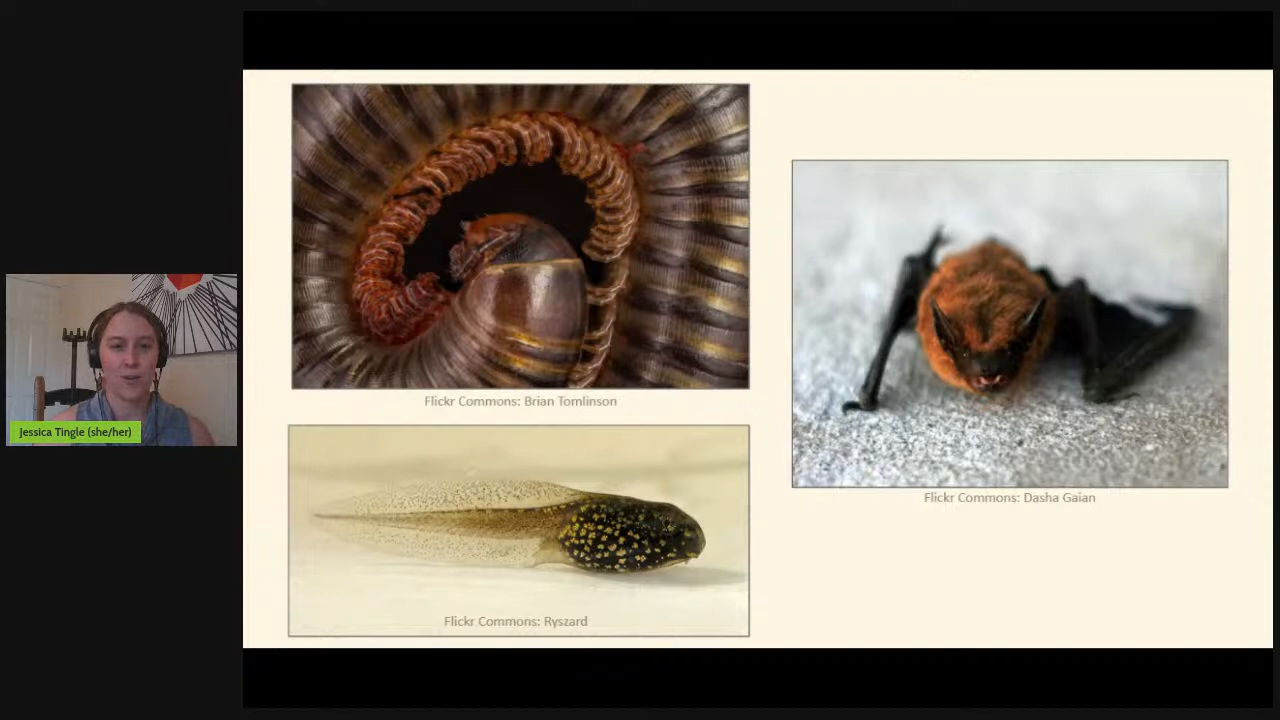 Jessica Tingle (she/her)
Flickr Commons: Brian Tomlinson
Flickr Commons: Dasha Gaian
Flickr Commons: Ryszard